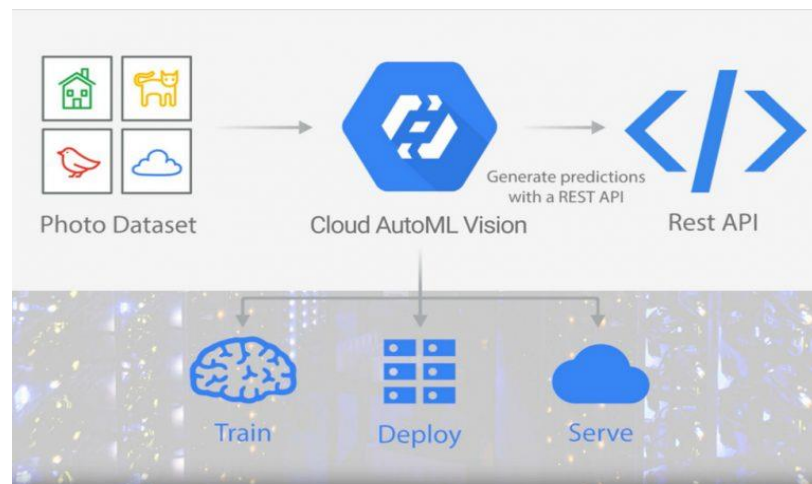 Photo Dataset
Cloud AutoML Vision
Generate predictions
with a REST API
Rest API
Train
Deploy
Serve